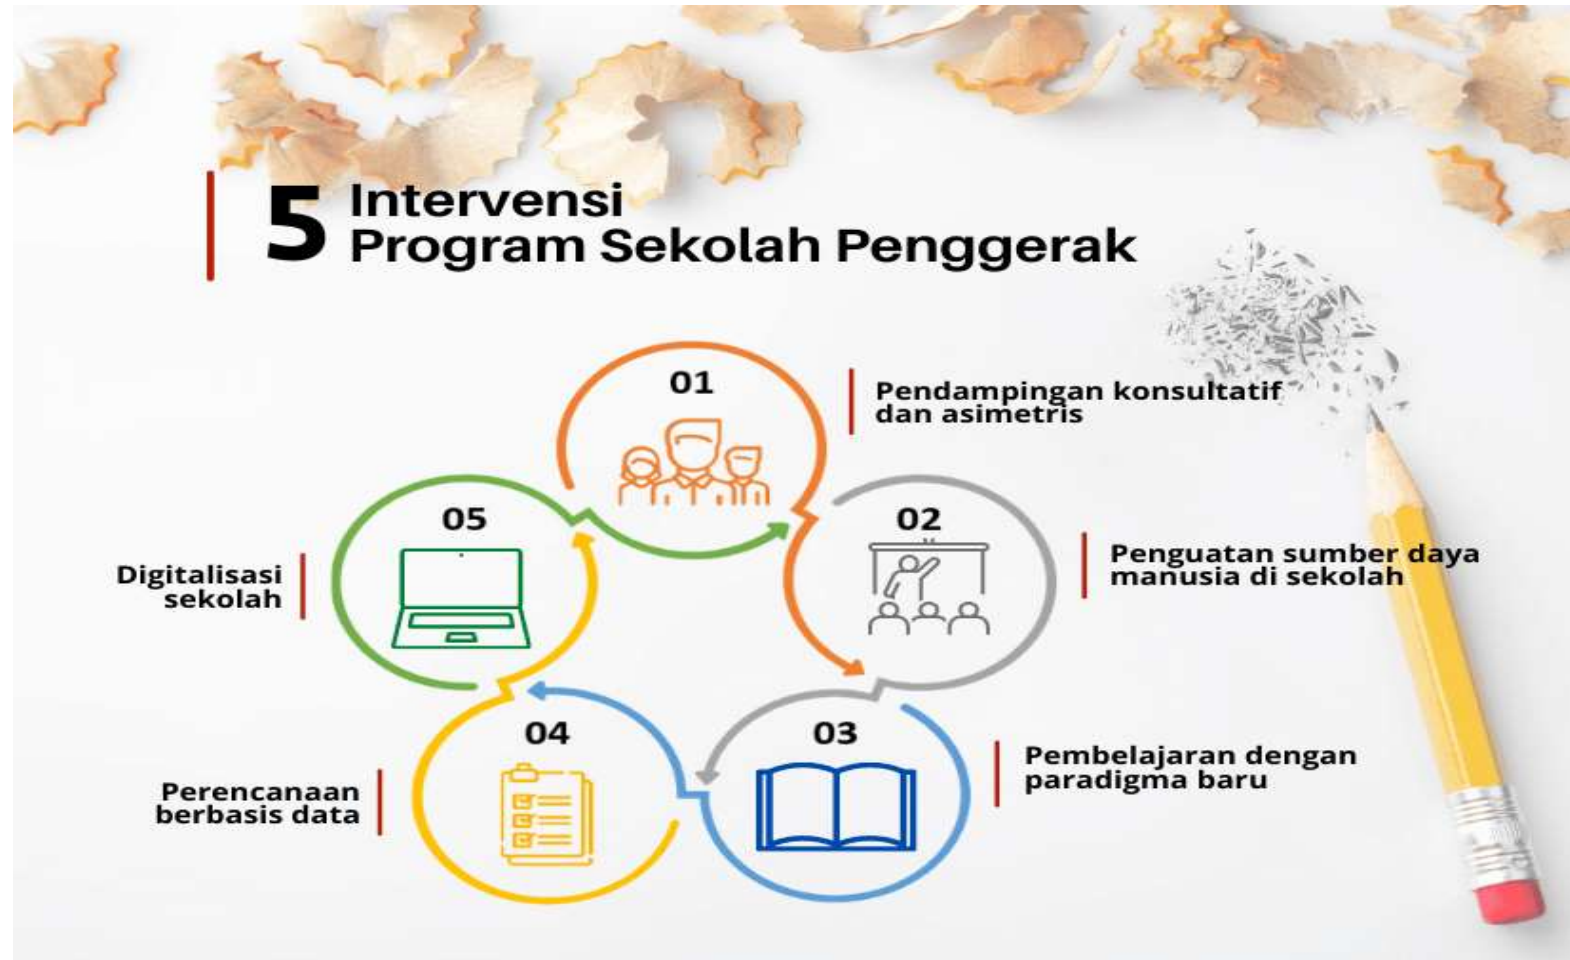 5 Intervensi
Program Sekolah Penggerak
01
Pendampingan konsultatif
dan asimetris
02
Penguatan sumber daya
manusia di sekolah
03
Pembelajaran dengan
paradigma baru
04
Perencanaan
berbasis data
05
Digitalisasi
sekolah